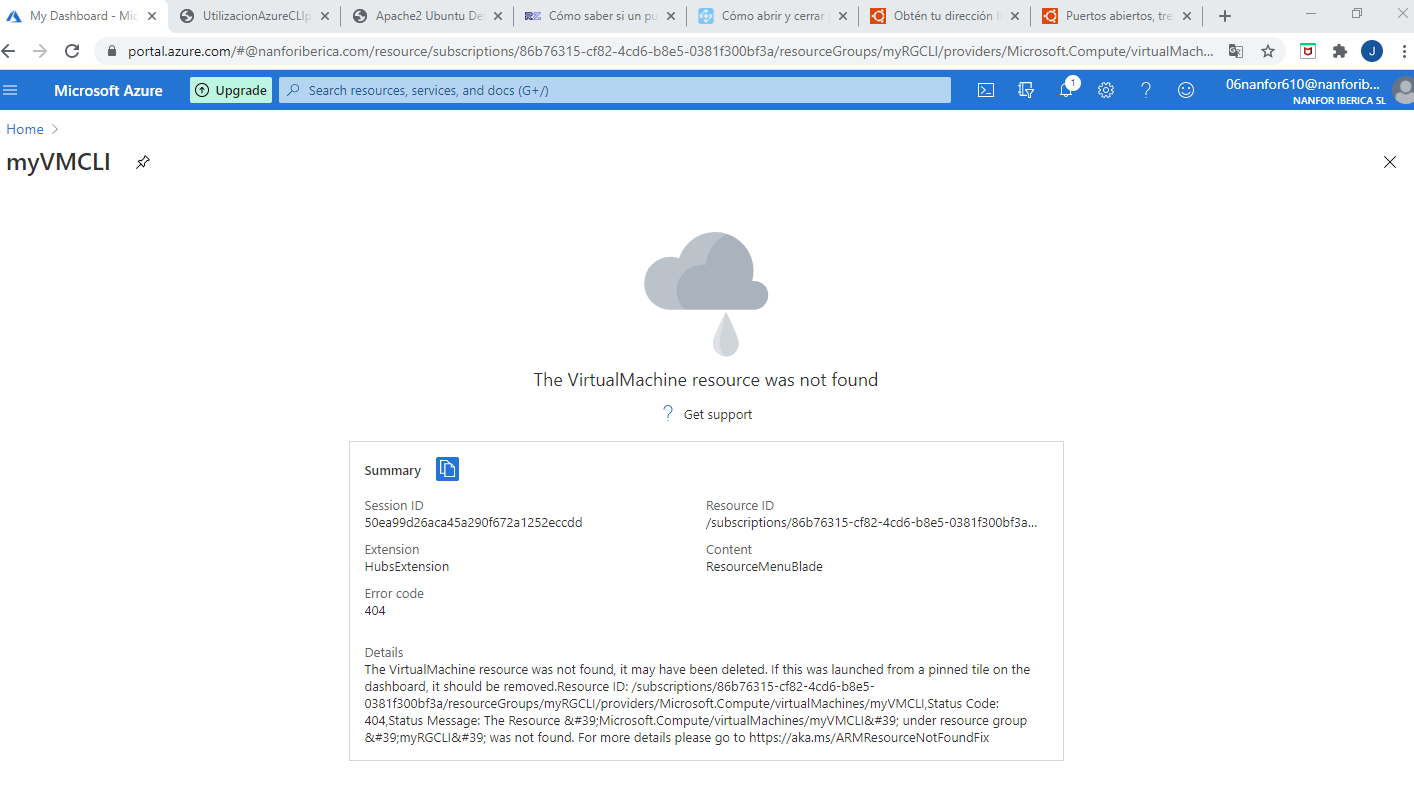 My Dashboard - Mic
UtilizacionAzureCLIp
Apache2 Ubuntu De
Cómo saber si un pu
Cómo abrir y cerrar
Obtén tu dirección I
Puertos abiertos, tre
portal.azure.com/#@nanforiberica.com/resource/subscriptions/86b76315-cf82-4cd6-b8e5-0381f300bf3a/resourceGroups/myRGCLI/providers/Microsoft.Compute/virtualMach...
J
Microsoft Azure
Upgrade
Search resources, services, and docs (G+/)
1
06nanfor610@nanforib...
NANFOR IBERICA SL
Home
myVMCLI
The VirtualMachine resource was not found
? Get support
Summary
Session ID
50ea99d26aca45a290f672a1252eccdd
Resource ID
/subscriptions/86b76315-cf82-4cd6-b8e5-0381f300bf3a...
Extension
HubsExtension
Content
ResourceMenuBlade
Error code
404
Details
The VirtualMachine resource was not found, it may have been deleted. If this was launched from a pinned tile on the
dashboard, it should be removed.Resource ID: /subscriptions/86b76315-cf82-4cd6-b8e5-
0381f300bf3a/resourceGroups/myRGCLI/providers/Microsoft.Compute/virtualMachines/myVMCLI,Status Code:
404,Status Message: The Resource &#39;Microsoft.Compute/virtualMachines/myVMCLI&#39; under resource group
&#39;myRGCLI&#39; was not found. For more details please go to https://aka.ms/ARMResourceNotFoundFix